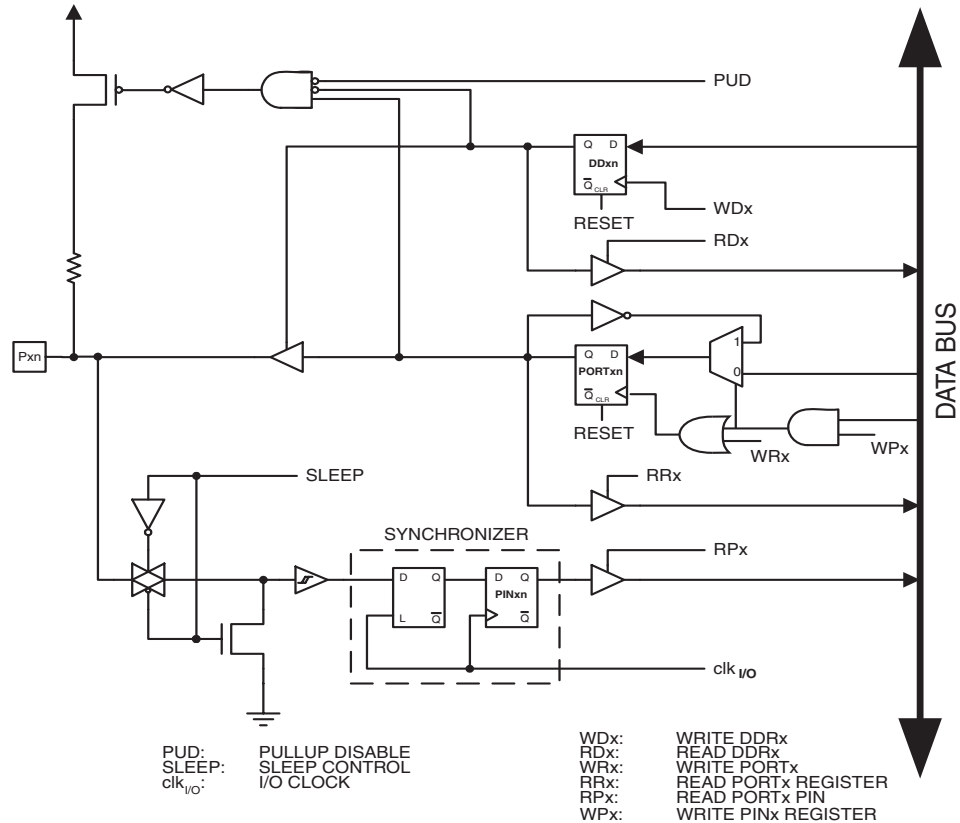 PUD
Q D
DDxn
Q CLR
WDx
RESET
RDx
Pxn
1
Q D
PORTxn
0
Q CLR
RESET
WRx
WPx
DATA BUS
SLEEP
RRx
SYNCHRONIZER
RPx
D Q
D Q
PINxn
L Q
Q
clk I/O
PUD: PULLUP DISABLE
SLEEP: SLEEP CONTROL
clkI/O: I/O CLOCK
WDx: WRITE DDRx
RDx: READ DDRx
WRx: WRITE PORTx
RRx: READ PORTx REGISTER
RPx: READ PORTx PIN
WPx: WRITE PINx REGISTER